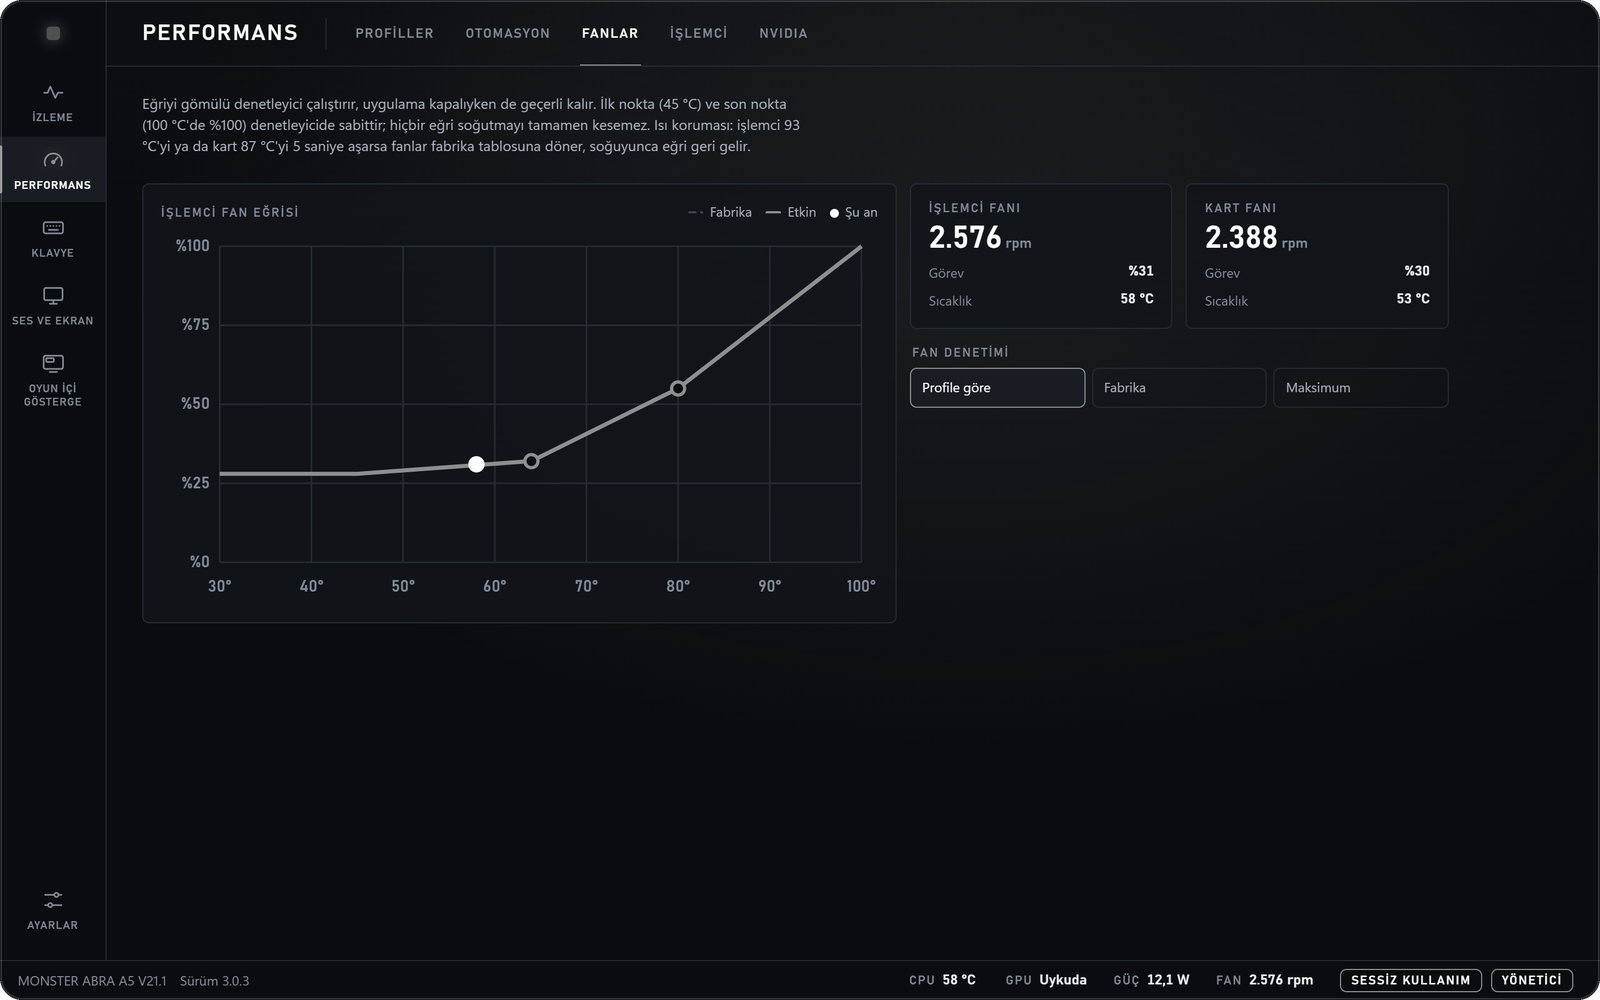 PERFORMANS
PROFİLLER
OTOMASYON
FANLAR
İŞLEMCİ
NVIDIA
İZLEME
PERFORMANS
KLAVYE
SES VE EKRAN
OYUN İÇİ
GÖSTERGE
AYARLAR
Eğriyi gömülü denetleyici çalıştırır, uygulama kapalıyken de geçerli kalır. İlk nokta (45 °C) ve son nokta
(100 °C'de %100) denetleyicide sabittir; hiçbir eğri soğutmayı tamamen kesemez. Isı koruması: işlemci 93
°C'yi ya da kart 87 °C'yi 5 saniye aşarsa fanlar fabrika tablosuna döner, soğuyunca eğri geri gelir.
İŞLEMCİ FAN EĞRİSİ
Fabrika
Etkin
Şu an
%100
%75
%50
%25
%0
30° 40° 50° 60° 70° 80° 90° 100°
İŞLEMCİ FANI
2.576 rpm
Görev %31
Sıcaklık 58 °C
KART FANI
2.388 rpm
Görev %30
Sıcaklık 53 °C
FAN DENETİMİ
Profile göre
Fabrika
Maksimum
MONSTER ABRA A5 V21.1 Sürüm 3.0.3
CPU 58 °C GPU Uykuda GÜÇ 12,1 W FAN 2.576 rpm SESSİZ KULLANIM YÖNETİCİ